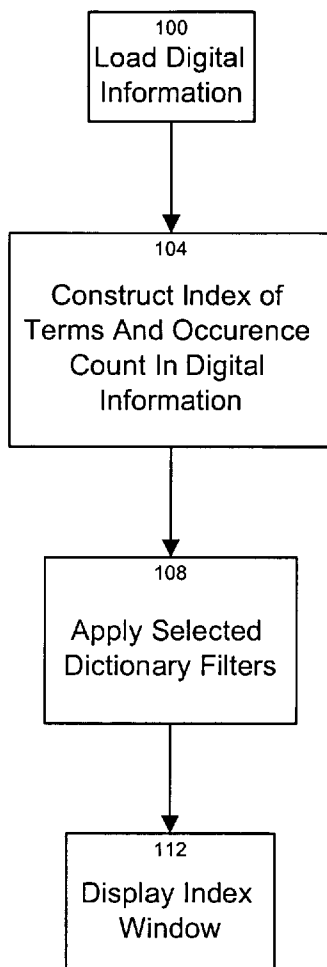 100
Load Digital
Information
104
Construct Index of
Terms And Occurence
Count In Digital
Information
108
Apply Selected
Dictionary Filters
112
Display Index
Window